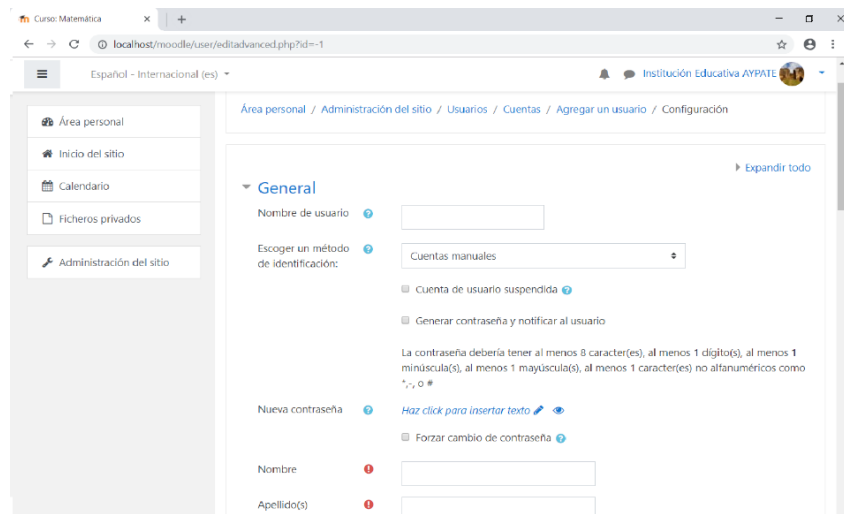 Curso: Matemática
localhost/moodle/user/editadvanced.php?id=-1
Español - Internacional (es)
Institución Educativa AYPATE
Área personal / Administración del sitio / Usuarios / Cuentas / Agregar un usuario / Configuración
Área personal
Inicio del sitio
Calendario
Ficheros privados
Administración del sitio
Expandir todo
General
Nombre de usuario
Escoger un método
de identificación:
Cuentas manuales
Cuenta de usuario suspendida
Generar contraseña y notificar al usuario
La contraseña debería tener al menos 8 caracter(es), al menos 1 dígito(s), al menos 1
minúscula(s), al menos 1 mayúscula(s), al menos 1 caracter(es) no alfanuméricos como
*,-, o #
Nueva contraseña
Haz click para insertar texto
Forzar cambio de contraseña
Nombre
Apellido(s)